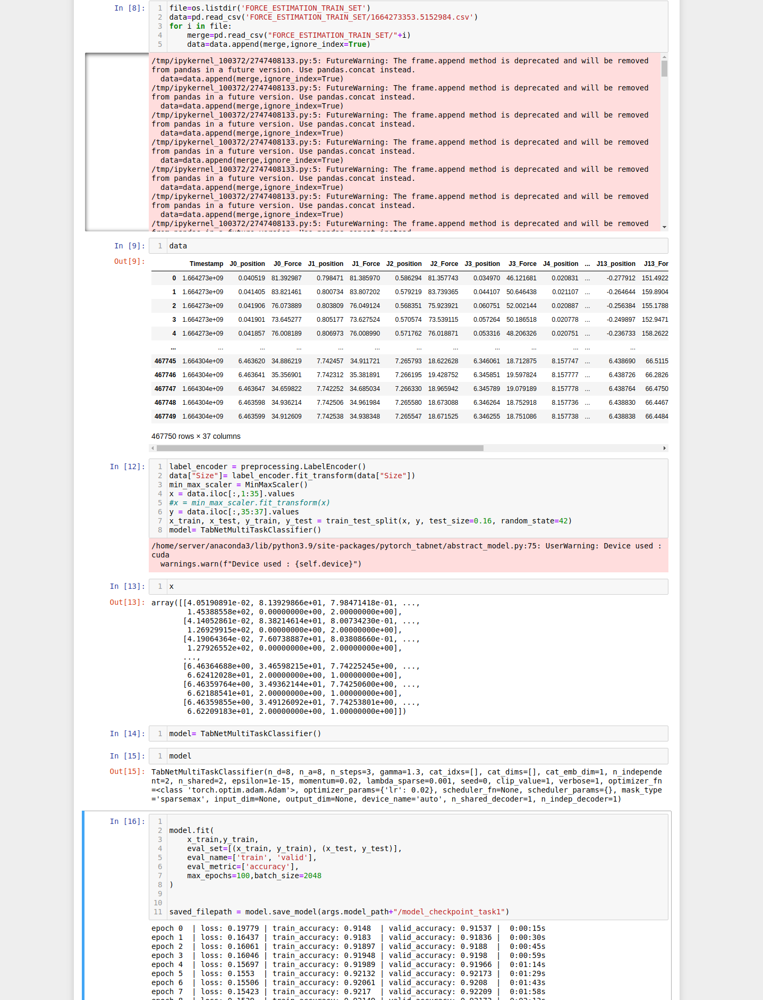 In [8]:
1 file=os.listdir('FORCE_ESTIMATION_TRAIN_SET')
2 data=pd.read_csv('FORCE_ESTIMATION_TRAIN_SET/1664273353.5152984.csv')
3 for i in file:
4     merge=pd.read_csv("FORCE_ESTIMATION_TRAIN_SET/"+i)
5     data=data.append(merge,ignore_index=True)
/tmp/ipykernel_100372/2747408133.py:5: FutureWarning: The frame.append method is deprecated and will be removed
from pandas in a future version. Use pandas.concat instead.
  data=data.append(merge,ignore_index=True)
/tmp/ipykernel_100372/2747408133.py:5: FutureWarning: The frame.append method is deprecated and will be removed
from pandas in a future version. Use pandas.concat instead.
  data=data.append(merge,ignore_index=True)
/tmp/ipykernel_100372/2747408133.py:5: FutureWarning: The frame.append method is deprecated and will be removed
from pandas in a future version. Use pandas.concat instead.
  data=data.append(merge,ignore_index=True)
/tmp/ipykernel_100372/2747408133.py:5: FutureWarning: The frame.append method is deprecated and will be removed
from pandas in a future version. Use pandas.concat instead.
  data=data.append(merge,ignore_index=True)
/tmp/ipykernel_100372/2747408133.py:5: FutureWarning: The frame.append method is deprecated and will be removed
from pandas in a future version. Use pandas.concat instead.
  data=data.append(merge,ignore_index=True)
/tmp/ipykernel_100372/2747408133.py:5: FutureWarning: The frame.append method is deprecated and will be removed
from pandas in a future version. Use pandas.concat instead.
  data=data.append(merge,ignore_index=True)
/tmp/ipykernel_100372/2747408133.py:5: FutureWarning: The frame.append method is deprecated and will be removed
In [9]:
1 data
Out[9]:
Timestamp J0_position J0_Force J1_position J1_Force J2_position J2_Force J3_position J3_Force J4_position ... J13_position J13_For
0 1.664273e+09 0.040519 81.392987 0.798471 81.385970 0.586294 81.357743 0.034970 46.121681 0.020831 ... -0.277912 151.4922
1 1.664273e+09 0.041405 83.821461 0.800734 83.807202 0.579219 83.739365 0.044107 50.646438 0.021107 ... -0.264644 159.8904
2 1.664273e+09 0.041906 76.073889 0.803809 76.049124 0.568351 75.923921 0.060751 52.002144 0.020887 ... -0.256384 155.1788
3 1.664273e+09 0.041901 73.645277 0.805177 73.627524 0.570574 73.539115 0.057264 50.186518 0.020778 ... -0.249897 152.9471
4 1.664273e+09 0.041857 76.008189 0.806973 76.008990 0.571762 76.018871 0.053316 48.206326 0.020751 ... -0.236733 158.2622
... ... ... ... ... ... ... ... ... ... ... ... ...
467745 1.664304e+09 6.463620 34.886219 7.742457 34.911721 7.265793 18.622628 6.346061 18.712875 8.157747 ... 6.438690 66.5115
467746 1.664304e+09 6.463641 35.356901 7.742312 35.381891 7.266195 19.428752 6.345851 19.597824 8.157777 ... 6.438726 66.2826
467747 1.664304e+09 6.463647 34.659822 7.742252 34.685034 7.266330 18.965942 6.345789 19.079189 8.157778 ... 6.438764 66.4750
467748 1.664304e+09 6.463598 34.936214 7.742506 34.961984 7.265580 18.673088 6.346264 18.752918 8.157736 ... 6.438830 66.4467
467749 1.664304e+09 6.463599 34.912609 7.742538 34.938348 7.265547 18.671525 6.346255 18.751086 8.157738 ... 6.438838 66.4484
467750 rows × 37 columns
In [12]:
1 label_encoder = preprocessing.LabelEncoder()
2 data["Size"]= label_encoder.fit_transform(data["Size"])
3 min_max_scaler = MinMaxScaler()
4 x = data.iloc[:,1:35].values
5 #x = min_max_scaler.fit_transform(x)
6 y = data.iloc[:,35:37].values
7 x_train, x_test, y_train, y_test = train_test_split(x, y, test_size=0.16, random_state=42)
8 model= TabNetMultiTaskClassifier()
/home/server/anaconda3/lib/python3.9/site-packages/pytorch_tabnet/abstract_model.py:75: UserWarning: Device used :
cuda
  warnings.warn(f"Device used : {self.device}")
In [13]:
1 x
Out[13]:
array([[4.05190891e-02, 8.13929866e+01, 7.98471418e-01, ...,
        1.45388558e+02, 0.00000000e+00, 2.00000000e+00],
       [4.14052861e-02, 8.38214614e+01, 8.00734230e-01, ...,
        1.26929915e+02, 0.00000000e+00, 2.00000000e+00],
       [4.19064364e-02, 7.60738887e+01, 8.03808660e-01, ...,
        1.27926552e+02, 0.00000000e+00, 2.00000000e+00],
       ...,
       [6.46364688e+00, 3.46598215e+01, 7.74225245e+00, ...,
        6.62412028e+01, 2.00000000e+00, 1.00000000e+00],
       [6.46359764e+00, 3.49362144e+01, 7.74250600e+00, ...,
        6.62188541e+01, 2.00000000e+00, 1.00000000e+00],
       [6.46359855e+00, 3.49126092e+01, 7.74253801e+00, ...,
        6.62209183e+01, 2.00000000e+00, 1.00000000e+00]])
In [14]:
1 model= TabNetMultiTaskClassifier()
In [15]:
1 model
Out[15]:
TabNetMultiTaskClassifier(n_d=8, n_a=8, n_steps=3, gamma=1.3, cat_idxs=[], cat_dims=[], cat_emb_dim=1, n_independe
nt=2, n_shared=2, epsilon=1e-15, momentum=0.02, lambda_sparse=0.001, seed=0, clip_value=1, verbose=1, optimizer_fn
=<class 'torch.optim.adam.Adam'>, optimizer_params={'lr': 0.02}, scheduler_fn=None, scheduler_params={}, mask_type
='sparsemax', input_dim=None, output_dim=None, device_name='auto', n_shared_decoder=1, n_indep_decoder=1)
In [16]:
1
2 model.fit(
3     x_train,y_train,
4     eval_set=[(x_train, y_train), (x_test, y_test)],
5     eval_name=['train', 'valid'],
6     eval_metric=['accuracy'],
7     max_epochs=100,batch_size=2048
8 )
9
10
11 saved_filepath = model.save_model(args.model_path+"/model_checkpoint_task1")
epoch 0  | loss: 0.19779 | train_accuracy: 0.9148  | valid_accuracy: 0.91537 |  0:00:15s
epoch 1  | loss: 0.16437 | train_accuracy: 0.9183  | valid_accuracy: 0.91836 |  0:00:30s
epoch 2  | loss: 0.16061 | train_accuracy: 0.91897 | valid_accuracy: 0.9188  |  0:00:45s
epoch 3  | loss: 0.16046 | train_accuracy: 0.91948 | valid_accuracy: 0.9198  |  0:00:59s
epoch 4  | loss: 0.15697 | train_accuracy: 0.91989 | valid_accuracy: 0.91966 |  0:01:14s
epoch 5  | loss: 0.1553  | train_accuracy: 0.92132 | valid_accuracy: 0.92173 |  0:01:29s
epoch 6  | loss: 0.15506 | train_accuracy: 0.92061 | valid_accuracy: 0.9208  |  0:01:43s
epoch 7  | loss: 0.15423 | train_accuracy: 0.9217  | valid_accuracy: 0.92209 |  0:01:58s